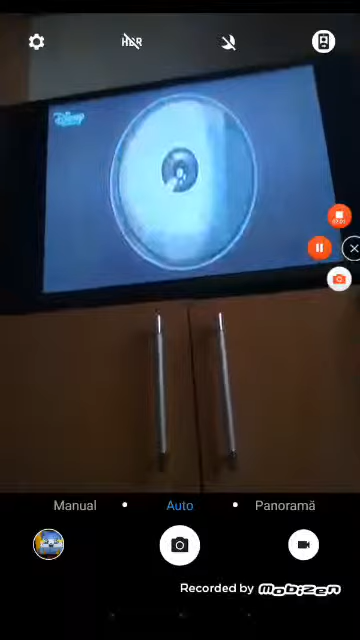 HDR
Disney
Manual • Auto • Panoramă
Recorded by mobizen